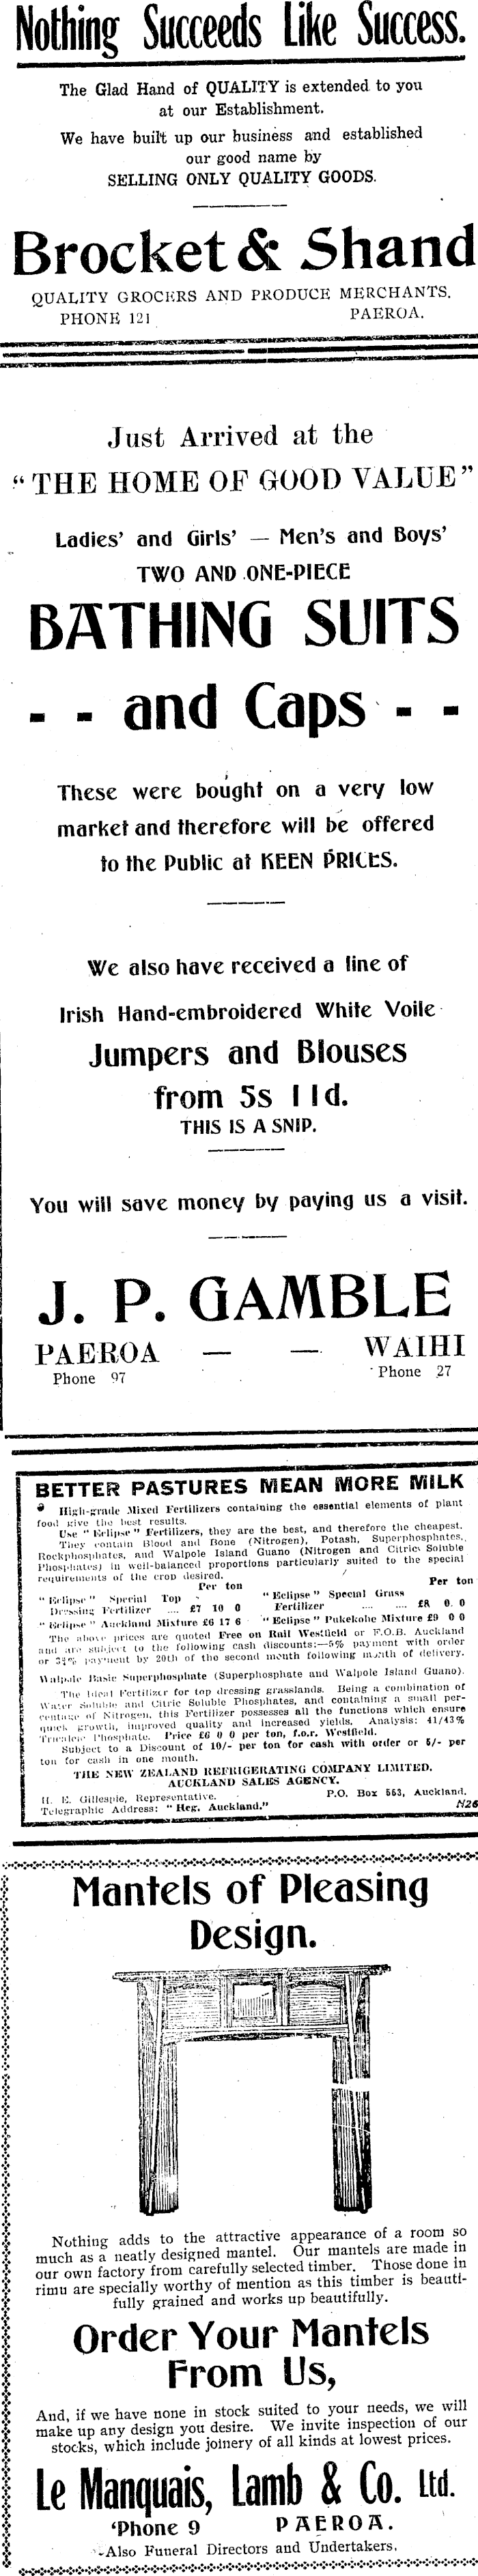 Nothing Succeeds Like Success.
The Glad Hand of QUALITY is extended to you
at our Establishment.
We have built up our business and established
our good name by
SELLING ONLY QUALITY GOODS.
Brocket & Shand
QUALITY GROCERS AND PRODUCE MERCHANTS.
PHONE 121 PAEROA.
Just Arrived at the
“THE HOME OF GOOD VALUE”
Ladies' and Girls' — Men's and Boys'
TWO AND ONE-PIECE
BATHING SUITS
- - and Caps - -
These were bought on a very low
market and therefore will be offered
to the Public at KEEN PRICES.
We also have received a line of
Irish Hand-embroidered White Voile
Jumpers and Blouses
from 5s 11d.
THIS IS A SNIP.
You will save money by paying us a visit.
J. P. GAMBLE
PAEROA — — WAIHI
Phone 97 Phone 27
BETTER PASTURES MEAN MORE MILK
High-grade Mixed Fertilizers containing the essential elements of plant
food give the best results.
Use “Eclipse” Fertilizers, they are the best, and therefore the cheapest.
They contain Blood and Bone (Nitrogen), Potash, Superphosphates,
Rockphosphates, and Walpole Island Guano (Nitrogen and Citric Soluble
Phosphates) in well-balanced proportions particularly suited to the special
requirements of the crop desired.
Per ton Per ton
“Eclipse” Special Top “Eclipse” Special Grass
Dressing Fertilizer .... £7 10 0 Fertilizer .... .... £8 0 0
“Eclipse” Auckland Mixture £6 17 6 “Eclipse” Pukekohe Mixture £9 0 0
The above prices are quoted Free on Rail Westfield or F.O.B. Auckland
and are subject to the following cash discounts:—5% payment with order
or 3¾% payment by 20th of the second month following month of delivery.
Walpole Basic Superphosphate (Superphosphate and Walpole Island Guano).
The Ideal Fertilizer for top dressing grasslands. Being a combination of
Water Soluble and Citric Soluble Phosphates, and containing a small per-
centage of Nitrogen, this Fertilizer possesses all the functions which ensure
quick growth, improved quality and increased yields. Analysis: 41/43%
Tricalcic Phosphate. Price £6 0 0 per ton, f.o.r. Westfield.
Subject to a Discount of 10/- per ton for cash with order or 5/- per
ton for cash in one month.
THE NEW ZEALAND REFRIGERATING COMPANY LIMITED.
AUCKLAND SALES AGENCY.
H. E. Gillespie, Representative. P.O. Box 553, Auckland.
Telegraphic Address: “Reg. Auckland.” N26
Mantels of Pleasing
Design.
Nothing adds to the attractive appearance of a room so
much as a neatly designed mantel. Our mantels are made in
our own factory from carefully selected timber. Those done in
rimu are specially worthy of mention as this timber is beauti-
fully grained and works up beautifully.
Order Your Mantels
From Us,
And, if we have none in stock suited to your needs, we will
make up any design you desire. We invite inspection of our
stocks, which include joinery of all kinds at lowest prices.
Le Manquais, Lamb & Co. Ltd.
'Phone 9 PAEROA.
Also Funeral Directors and Undertakers.